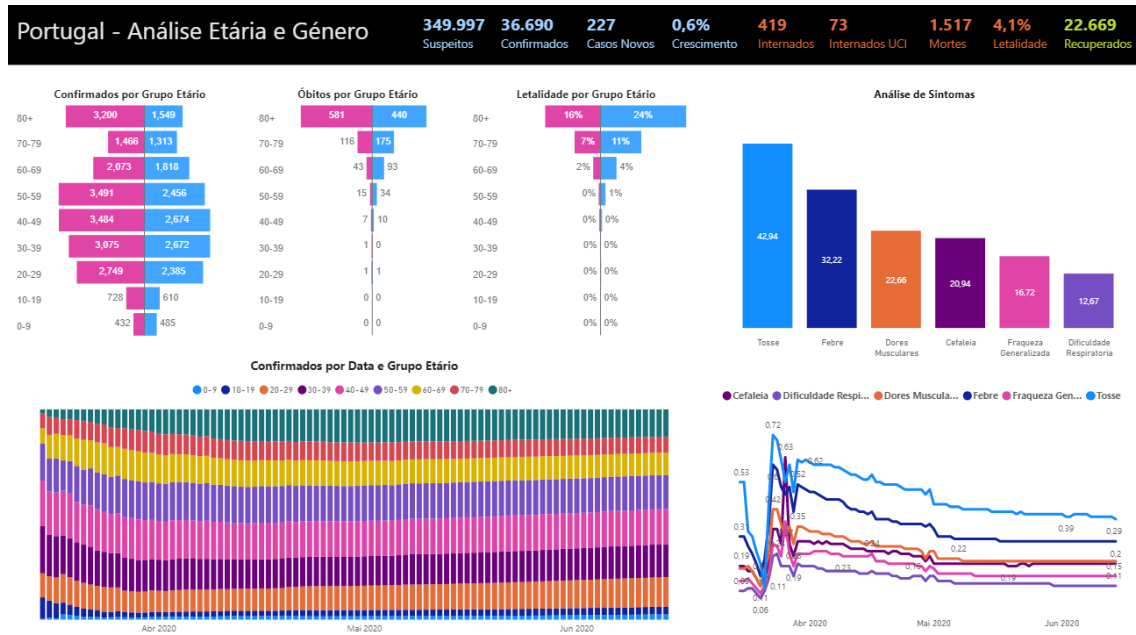 Portugal - Análise Etária e Género
349.997 36.690 227 0,6% 419 73 1.517 4,1% 22.669
Suspeitos Confirmados Casos Novos Crescimento Internados Internados UCI Mortes Letalidade Recuperados
Confirmados por Grupo Etário
80+ 3,200 1,549
70-79 1,466 1,313
60-69 2,073 1,818
50-59 3,491 2,456
40-49 3,484 2,674
30-39 3,075 2,672
20-29 2,749 2,385
10-19 728 610
0-9 432 485
Óbitos por Grupo Etário
80+ 581 440
70-79 116 175
60-69 43 93
50-59 15 34
40-49 7 10
30-39 1 0
20-29 1 1
10-19 0 0
0-9 0 0
Letalidade por Grupo Etário
80+ 16% 24%
70-79 7% 11%
60-69 2% 4%
50-59 0% 1%
40-49 0% 0%
30-39 0% 0%
20-29 0% 0%
10-19 0% 0%
0-9 0% 0%
Análise de Sintomas
42,94 32,22 22,66 20,94 16,72 12,67
Tosse Febre Dores Cefaleia Fraqueza Dificuldade
Musculares Generalizada Respiratoria
Confirmados por Data e Grupo Etário
0-9 10-19 20-29 30-39 40-49 50-59 60-69 70-79 80+
Abr 2020 Mai 2020 Jun 2020
Cefaleia Dificuldade Respi... Dores Muscula... Febre Fraqueza Gen... Tosse
0,72
0,63
0,62
0,53
0,52
0,42
0,35
0,39
0,29
0,22
0,2
0,19
0,23
0,19
0,19
0,15
0,11
0,11
0,06
Abr 2020 Mai 2020 Jun 2020